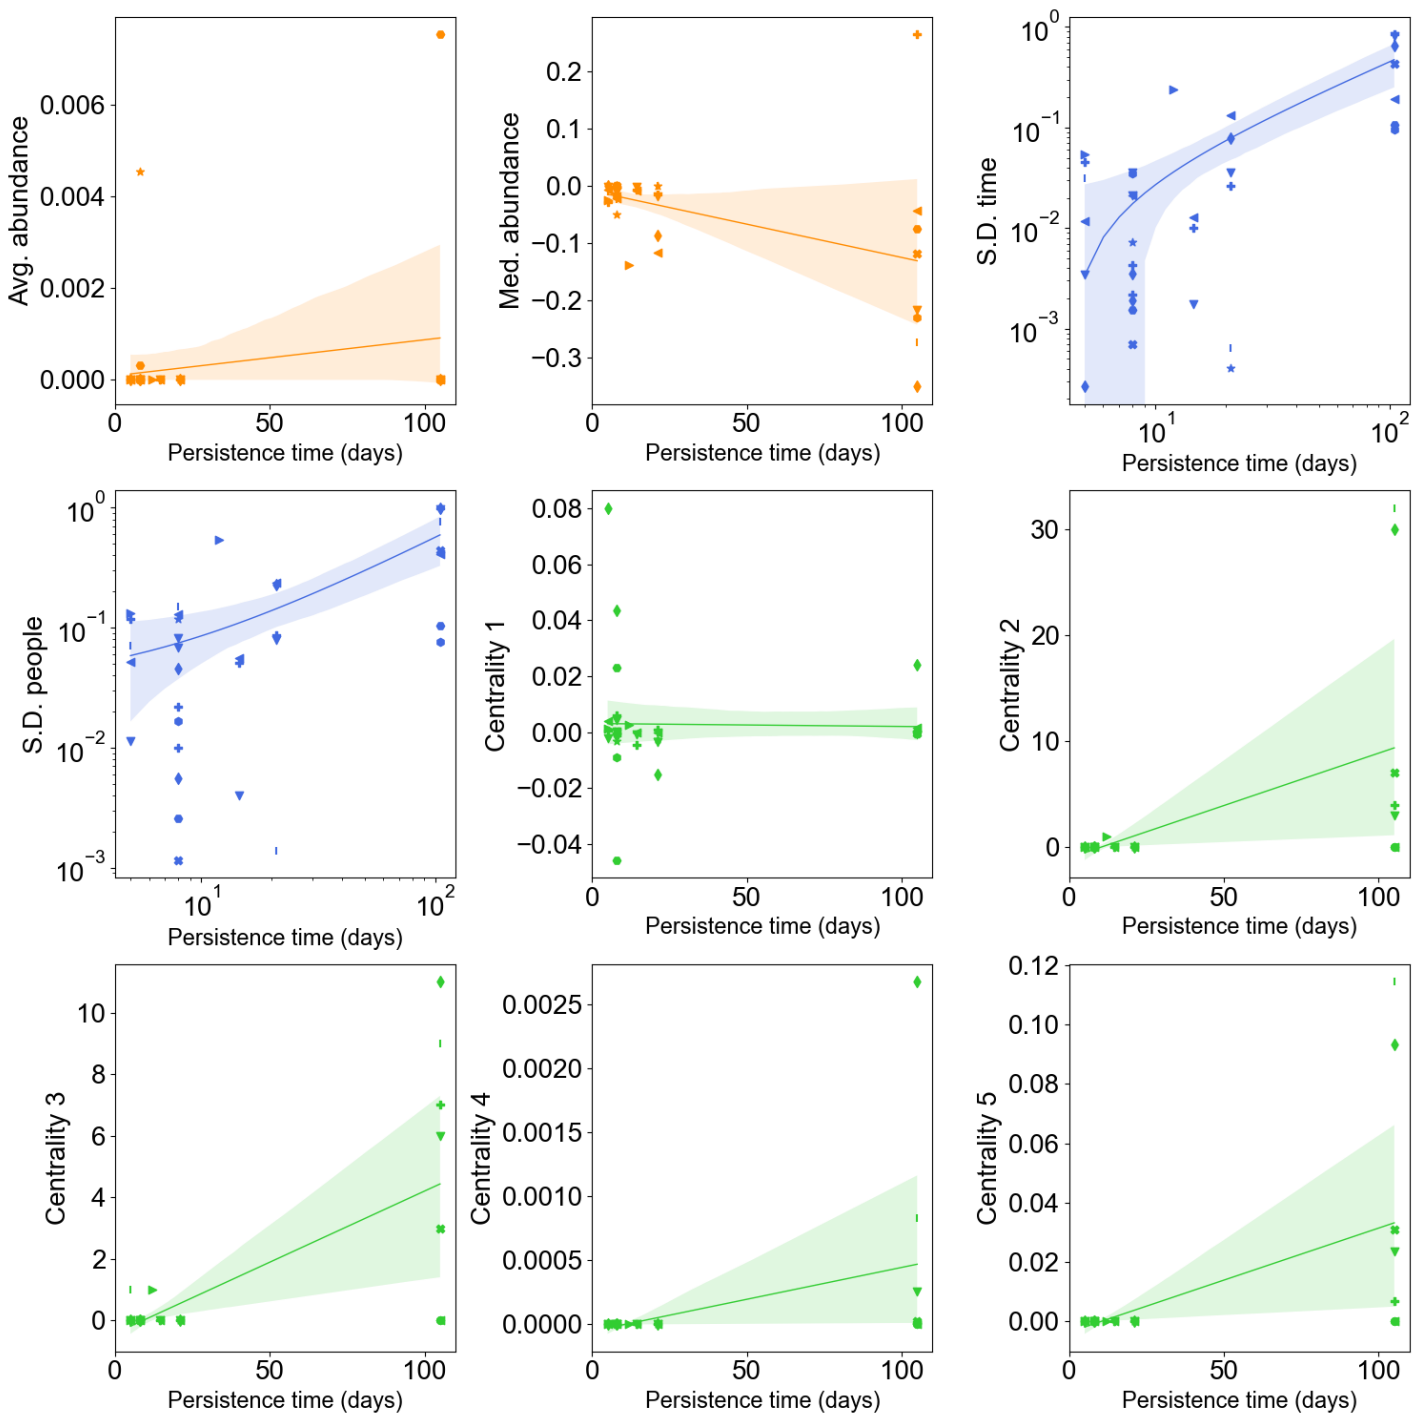 Avg. abundance
0.006
0.004
0.002
0.000
0 50 100
Persistence time (days)
Med. abundance
0.2
0.1
0.0
−0.1
−0.2
−0.3
0 50 100
Persistence time (days)
S.D. time
10^0
10^−1
10^−2
10^−3
10^1 10^2
Persistence time (days)
S.D. people
10^0
10^−1
10^−2
10^−3
10^1 10^2
Persistence time (days)
Centrality 1
0.08
0.06
0.04
0.02
0.00
−0.02
−0.04
0 50 100
Persistence time (days)
Centrality 2
30
20
10
0
0 50 100
Persistence time (days)
Centrality 3
10
8
6
4
2
0
0 50 100
Persistence time (days)
Centrality 4
0.0025
0.0020
0.0015
0.0010
0.0005
0.0000
0 50 100
Persistence time (days)
Centrality 5
0.12
0.10
0.08
0.06
0.04
0.02
0.00
0 50 100
Persistence time (days)